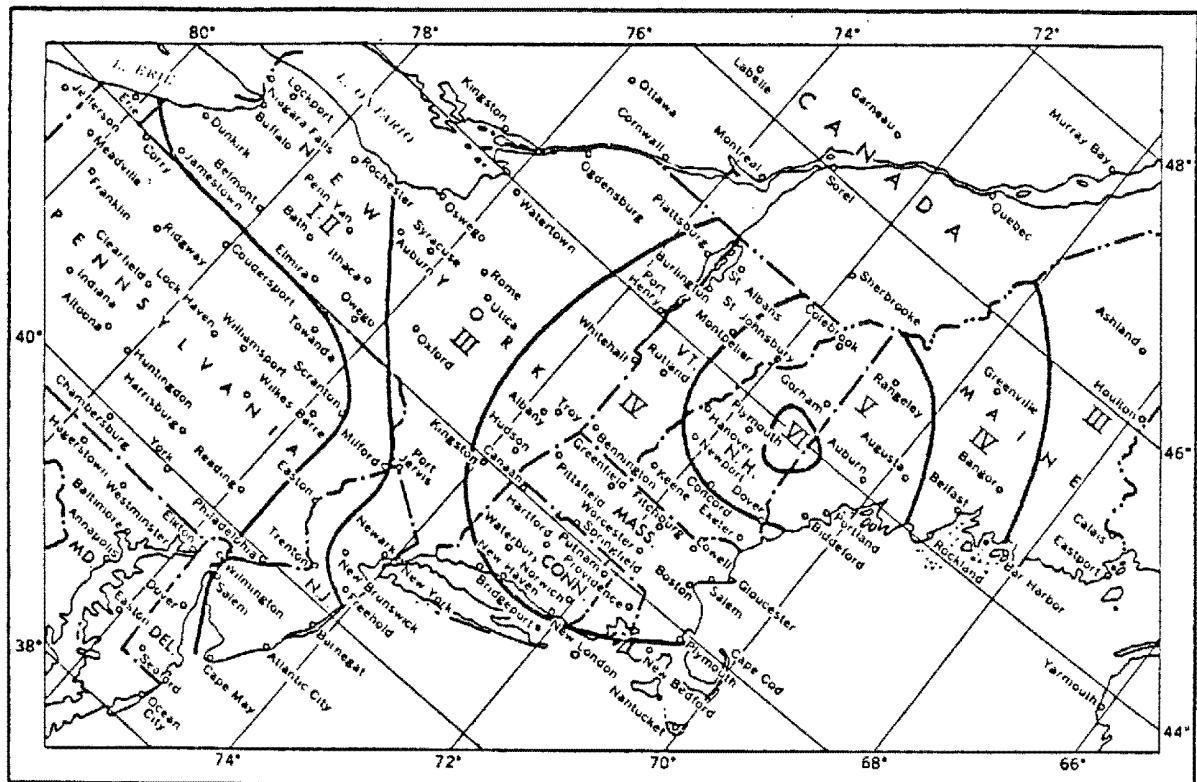 80°
78°
76°
74°
72°
L. ERIE
L. ONTARIO
CANADA
Labelle
Garneau
Murray Bay
Ottawa
Cornwall
Montreal
Sorel
Quebec
48°
Kingston
Ogdensburg
Watertown
Jefferson
Erie
Corry
Meadville
Franklin
Dunkirk
Jamestown
Buffalo
Niagara Falls
Lockport
Belmont
NEW YORK
I-II
Penn Yan
Bath
Rochester
Oswego
Syracuse
Auburn
Ithaca
Elmira
Owego
Rome
Utica
Oxford
III
Plattsburg
Burlington
Port Henry
St Albans
St Johnsbury
Montpelier
Colebrook
Sherbrooke
Ashland
PENNSYLVANIA
Ridgway
Clearfield
Indiana
Altoona
Lock Haven
Coudersport
Williamsport
Towanda
Scranton
Wilkes Barre
40°
Huntingdon
Harrisburg
Chambersburg
York
Reading
Easton
Milford
Port Jervis
Kingston
Whitehall
Rutland
VT.
IV
Albany
Troy
Hudson
Canaan
Bennington
Greenfield
Pittsfield
Keene
Fitchburg
Plymouth
Hanover
Newport
N.H.
Concord
Dover
Exeter
Gorham
VI
Rangeley
V
Auburn
Augusta
MAINE
IV
Greenville
Bangor
Belfast
III
Houlton
46°
Calais
Eastport
Bar Harbor
Rockland
Portland
Biddeford
Hagerstown
Westminster
Baltimore
Annapolis
MD.
Elkton
Philadelphia
Trenton
N.J.
Newark
New York
New Brunswick
Freehold
Wilmington
Salem
Dover
Easton
DEL.
Seaford
Ocean City
Cape May
Atlantic City
Barnegat
Hartford
Waterbury
New Haven
Bridgeport
Norwich
CONN
New London
Putnam
Providence
Worcester
Springfield
MASS.
Lowell
Boston
Salem
Gloucester
Plymouth
Cape Cod
New Bedford
Nantucket
Yarmouth
38°
74°
72°
70°
68°
66°
44°